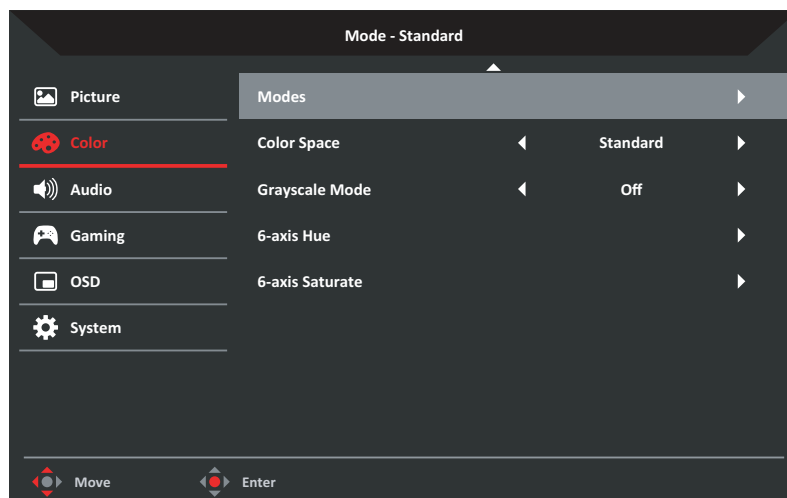 Mode - Standard
Picture
Modes
Color
Color Space Standard
Audio
Grayscale Mode Off
Gaming
6-axis Hue
OSD
6-axis Saturate
System
Move Enter